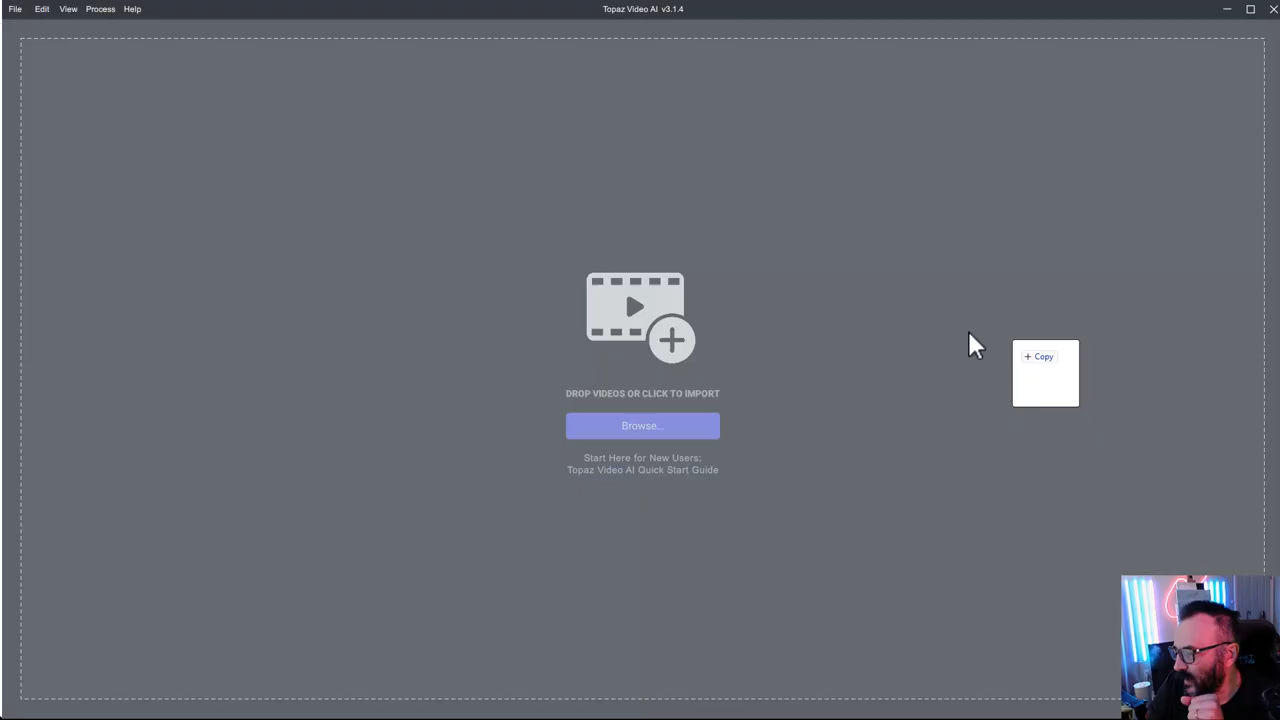 File Edit View Process Help
Topaz Video AI v3.1.4
+ Copy
DROP VIDEOS OR CLICK TO IMPORT
Browse...
Start Here for New Users:
Topaz Video AI Quick Start Guide